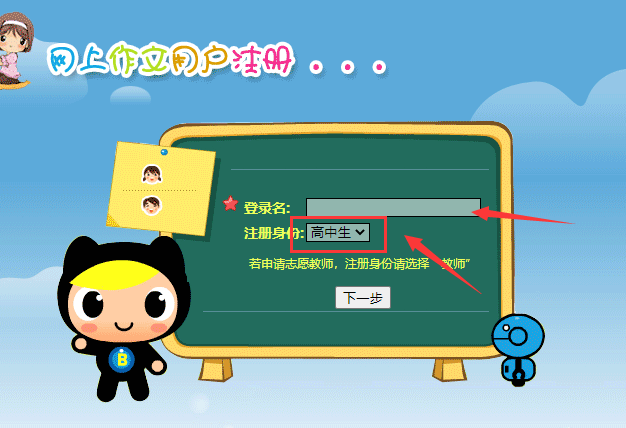 网上作文用户注册 . . .
登录名:
注册身份: 高中生
若申请志愿教师，注册身份请选择“教师”
下一步
B